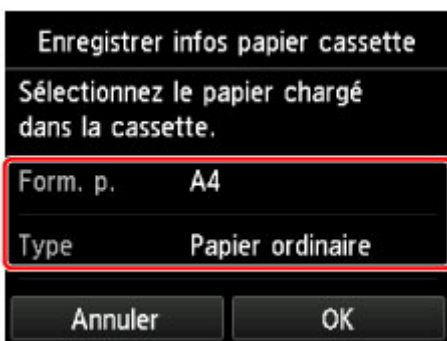 Enregistrer infos papier cassette
Sélectionnez le papier chargé
dans la cassette.
Form. p. A4
Type Papier ordinaire
Annuler OK